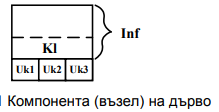 Inf
Kl
Uk1 Uk2 Uk3
Компонента (възел) на дърво